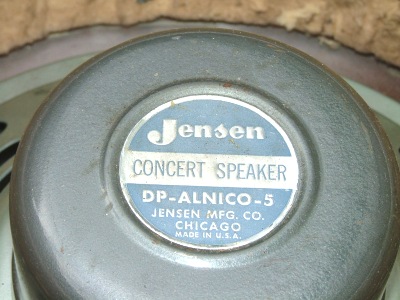 Jensen
CONCERT SPEAKER
DP-ALNICO-5
JENSEN MFG. CO.
CHICAGO
MADE IN U.S.A.